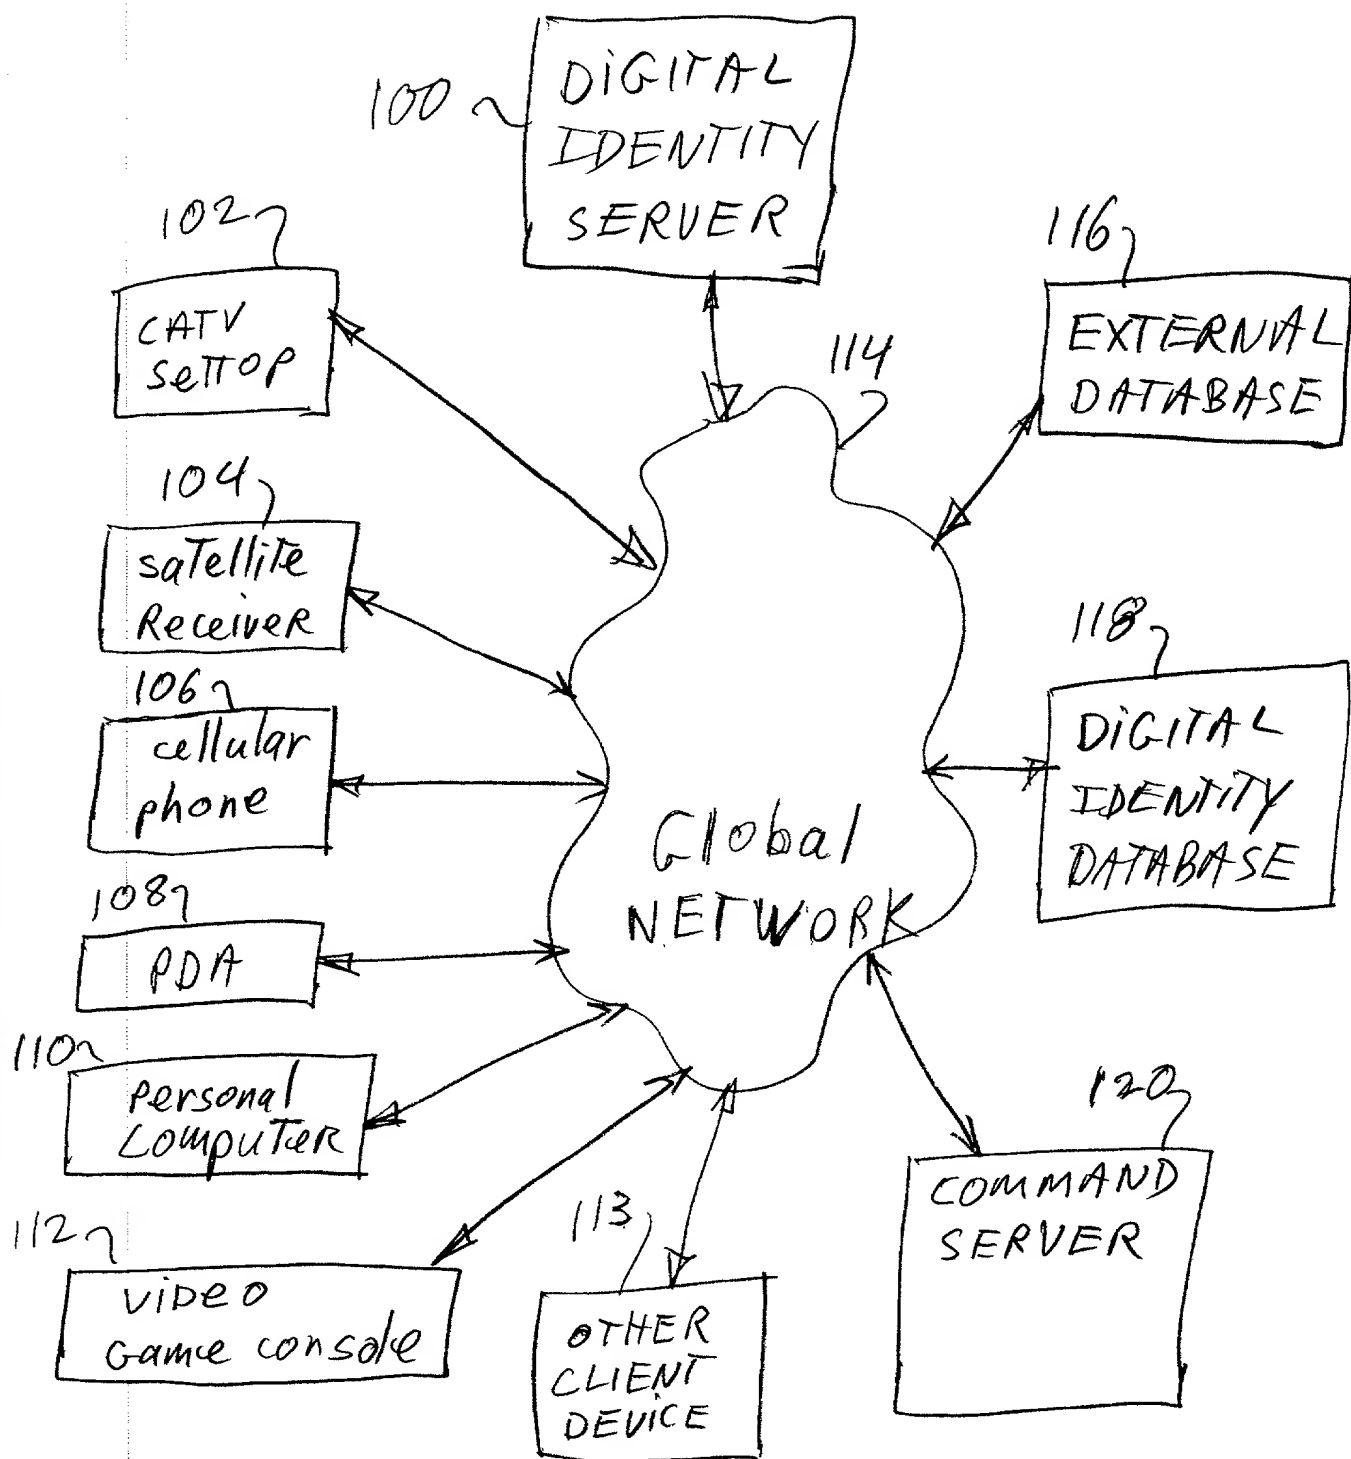 100
DiGITAL
IDENTITY
SERVER
102
CATV
SeTTOP
116
EXTERNAL
DATABASE
114
104
saTelliTe
ReceiveR
118
DiGITAL
IDENTITY
DATABASE
106
cellular
phone
Global
NETWORK
108
PDA
110
personal
compuTeR
120
COMMAND
SERVER
112
viDeo
Game console
113
OTHER
CLIENT
DEViCE